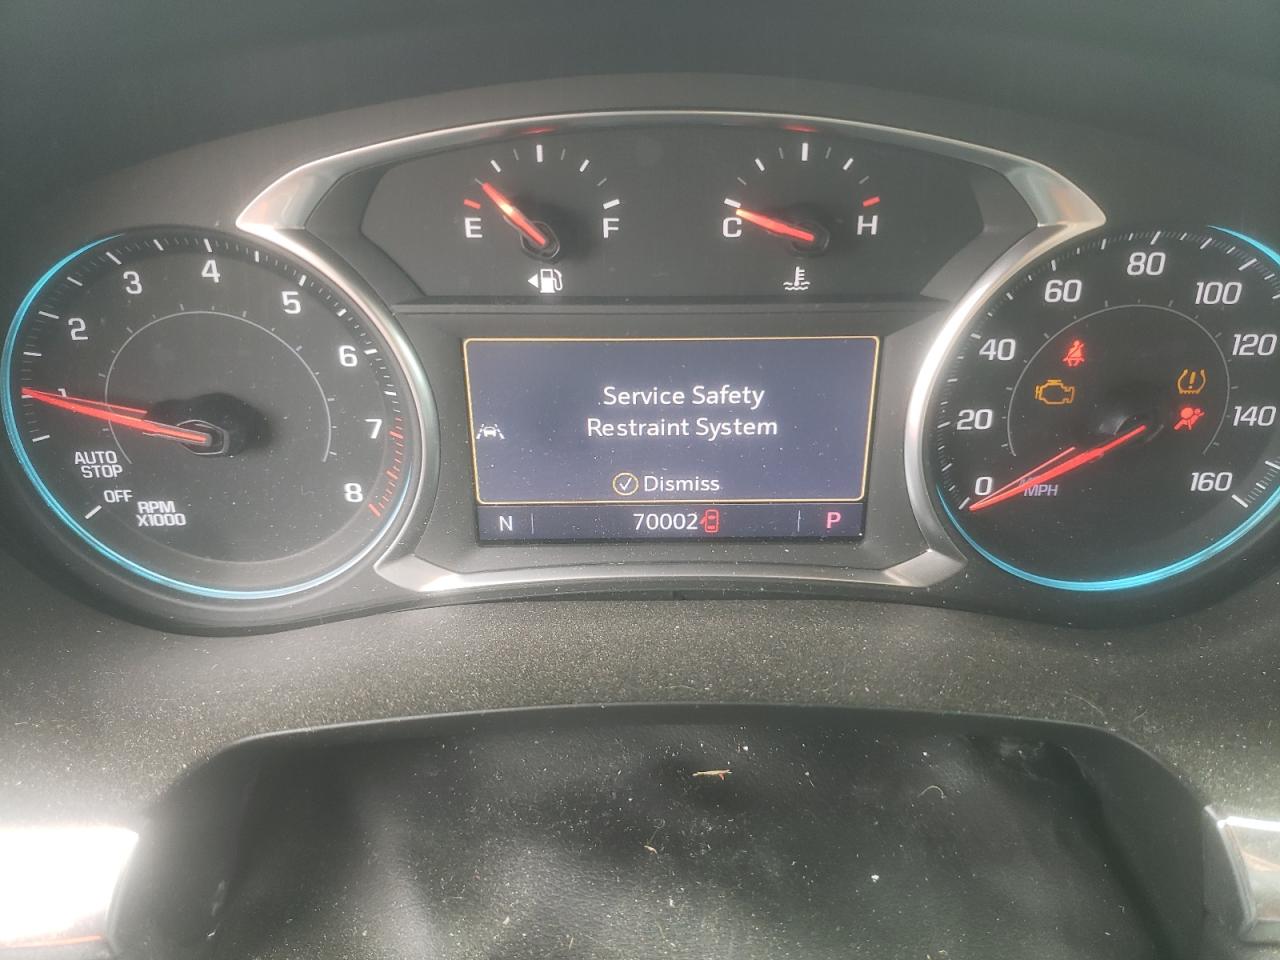 1
2
3
4
5
6
7
8
AUTO
STOP
OFF
RPM
X1000
E
F
C
H
Service Safety
Restraint System
Dismiss
N
70002
P
0
20
40
60
80
100
120
140
160
MPH